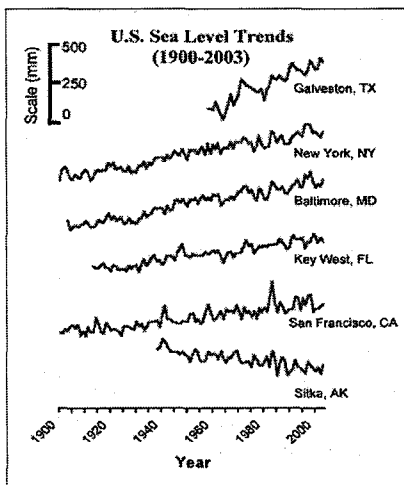 U.S. Sea Level Trends
(1900-2003)
Scale (mm)
500
250
0
Galveston, TX
New York, NY
Baltimore, MD
Key West, FL
San Francisco, CA
Sitka, AK
1900
1920
1940
1960
1980
2000
Year